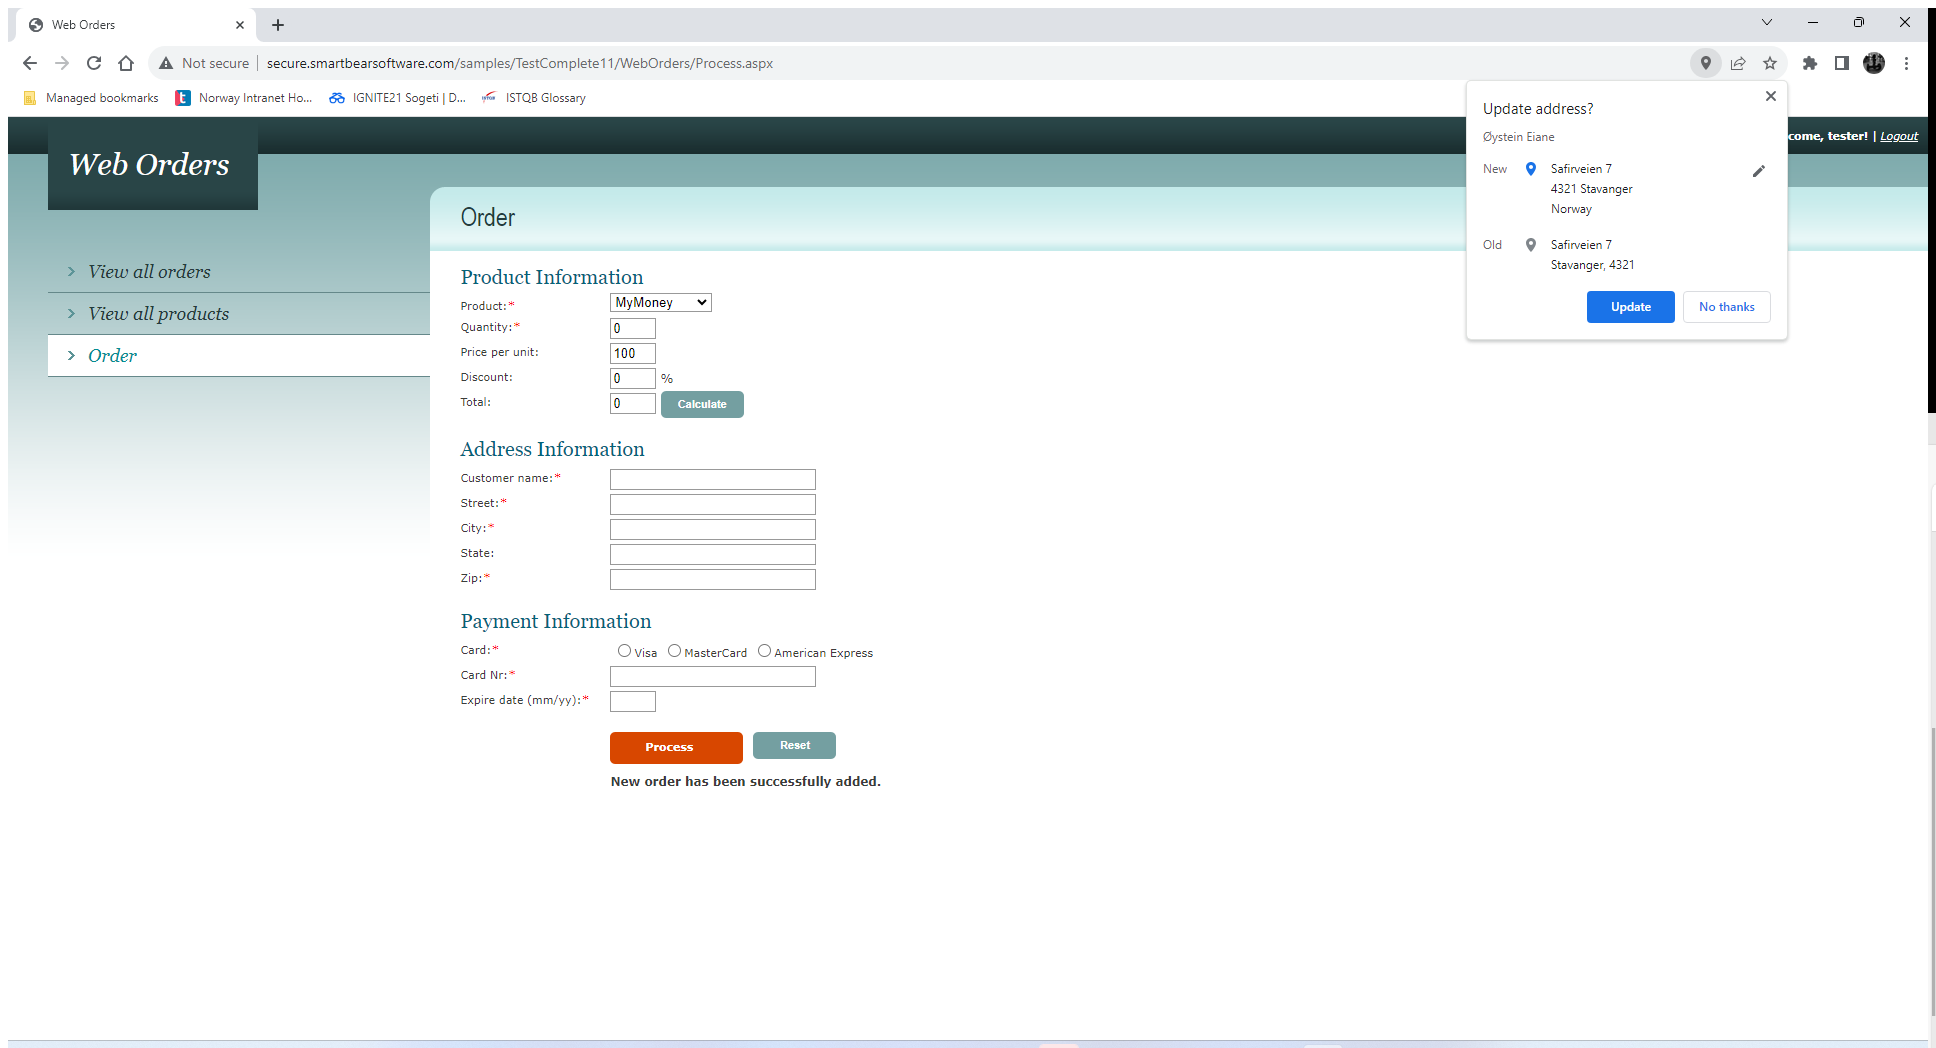 Web Orders
Not secure
secure.smartbearsoftware.com/samples/TestComplete11/WebOrders/Process.aspx
Managed bookmarks
Norway Intranet Ho...
IGNITE21 Sogeti | D...
ISTQB Glossary
Update address?
Øystein Eiane
New
Safirveien 7
4321 Stavanger
Norway
Old
Safirveien 7
Stavanger, 4321
Update
No thanks
come, tester! | Logout
Web Orders
View all orders
View all products
Order
Order
Product Information
Product:* MyMoney
Quantity:* 0
Price per unit: 100
Discount: 0 %
Total: 0 Calculate
Address Information
Customer name:*
Street:*
City:*
State:
Zip:*
Payment Information
Card:* Visa MasterCard American Express
Card Nr:*
Expire date (mm/yy):*
Process Reset
New order has been successfully added.